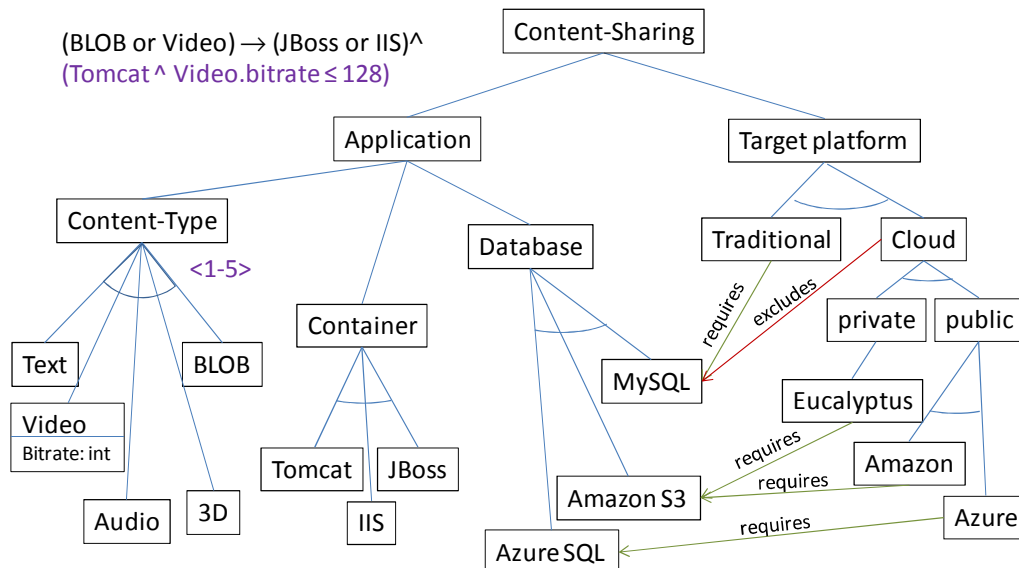 (BLOB or Video) → (JBoss or IIS)^
(Tomcat ^ Video.bitrate ≤ 128)
Content-Sharing
Application
Target platform
Content-Type
<1-5>
Database
Traditional
Cloud
requires
excludes
Container
private
public
Text
BLOB
MySQL
Video
Bitrate: int
Eucalyptus
Tomcat
JBoss
requires
Amazon
requires
Audio
3D
IIS
Amazon S3
Azure
requires
Azure SQL